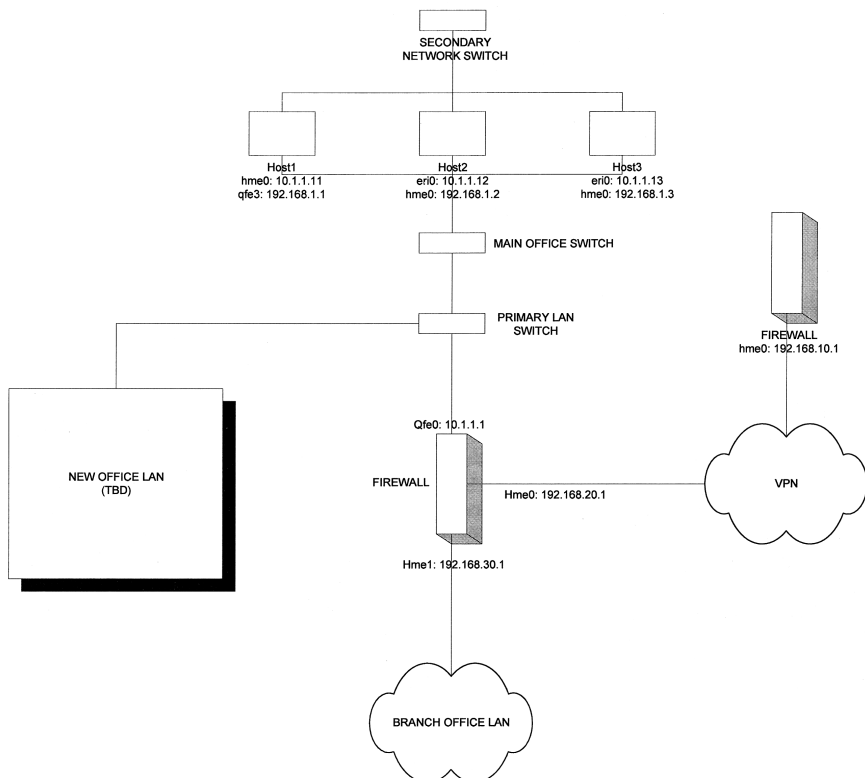 SECONDARY
NETWORK SWITCH
Host1
hme0: 10.1.1.11
qfe3: 192.168.1.1
Host2
eri0: 10.1.1.12
hme0: 192.168.1.2
Host3
eri0: 10.1.1.13
hme0: 192.168.1.3
MAIN OFFICE SWITCH
PRIMARY LAN
SWITCH
FIREWALL
hme0: 192.168.10.1
Qfe0: 10.1.1.1
NEW OFFICE LAN
(TBD)
FIREWALL
Hme0: 192.168.20.1
VPN
Hme1: 192.168.30.1
BRANCH OFFICE LAN